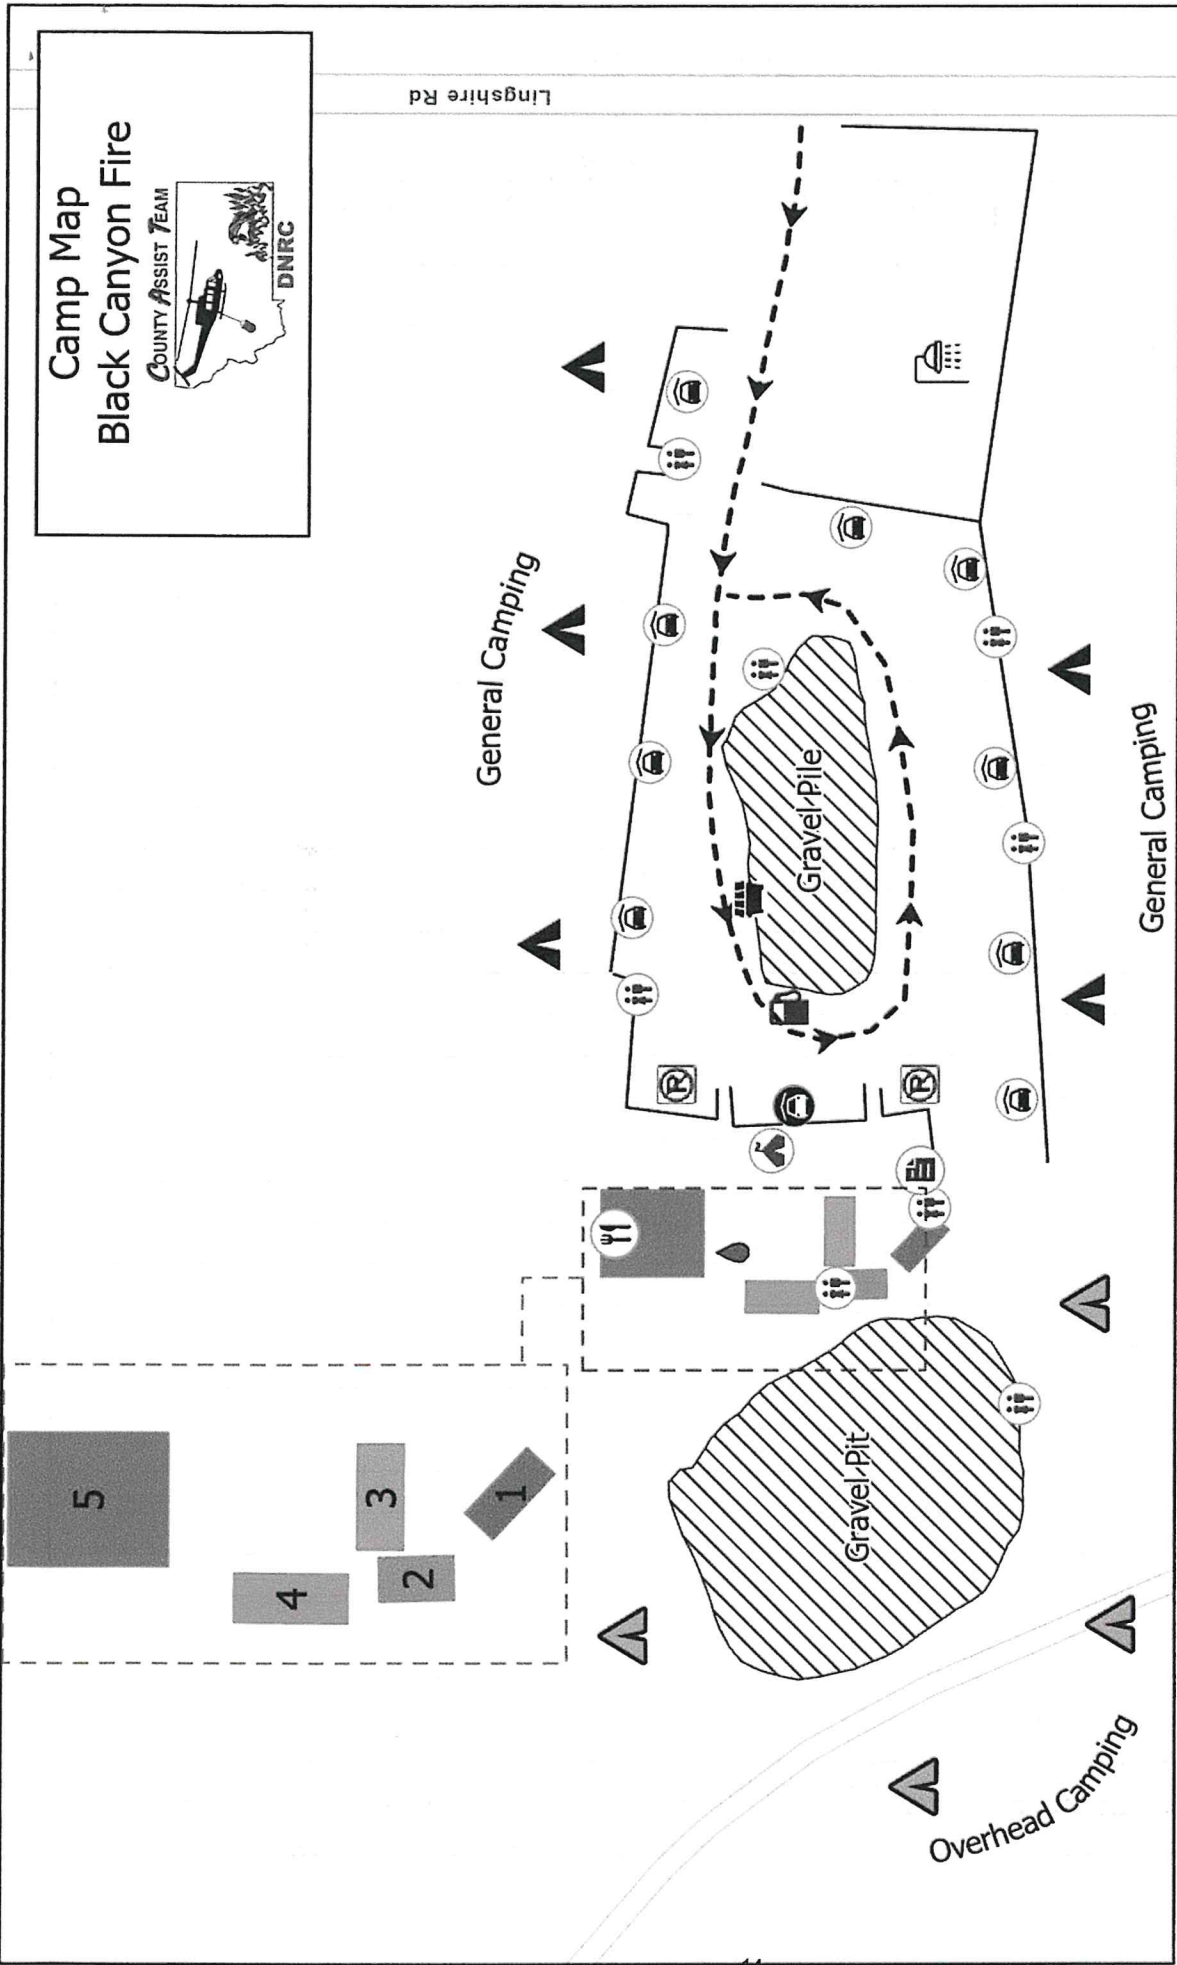 Camp Map
Black Canyon Fire
COUNTY ASSIST TEAM
DNRC
Lingshire Rd
General Camping
General Camping
Gravel Pile
R
R
2
5
4
3
2
1
Gravel Pit
Overhead Camping